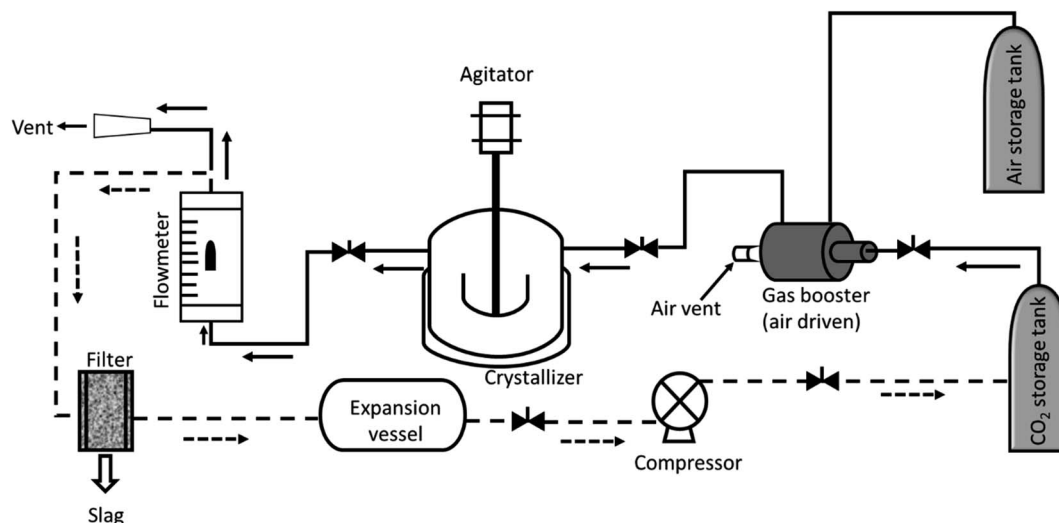 Agitator
Vent
Air storage tank
Flowmeter
Air vent
Gas booster
(air driven)
Filter
Crystallizer
Expansion
vessel
Compressor
CO₂ storage tank
Slag